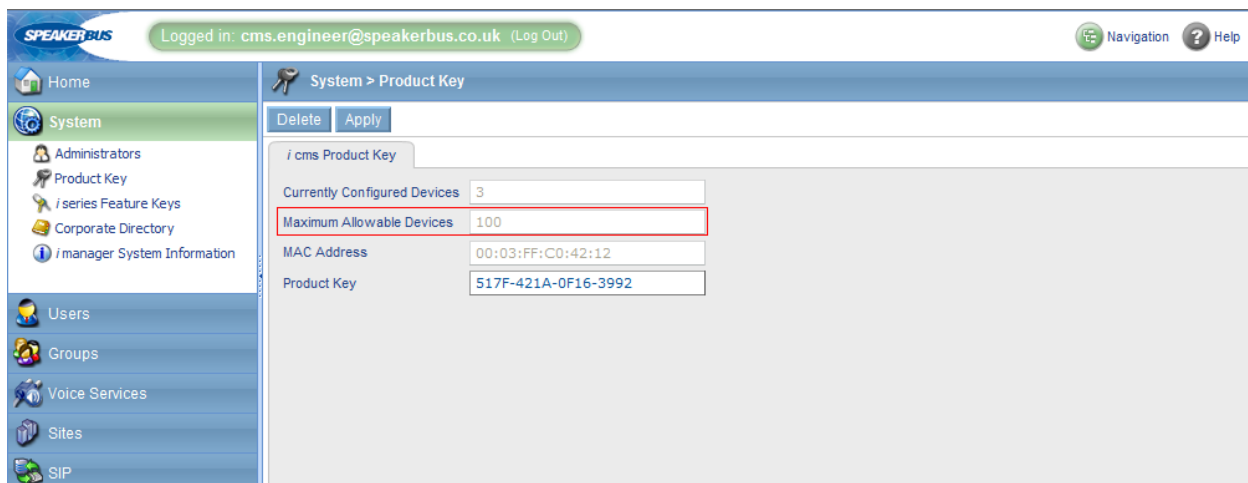 SPEAKERBUS
Logged in: cms.engineer@speakerbus.co.uk (Log Out)
Navigation
Help
Home
System > Product Key
System
Delete
Apply
Administrators
i cms Product Key
Product Key
Currently Configured Devices 3
i series Feature Keys
Maximum Allowable Devices 100
Corporate Directory
MAC Address 00:03:FF:C0:42:12
i manager System Information
Product Key 517F-421A-0F16-3992
Users
Groups
Voice Services
Sites
SIP